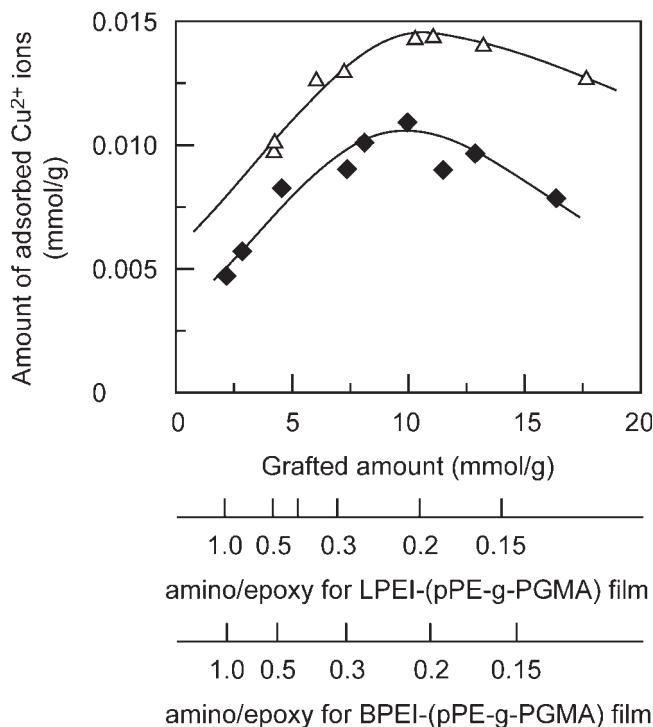 Amount of adsorbed Cu²⁺ ions
(mmol/g)
0.015
0.010
0.005
0
0 5 10 15 20
Grafted amount (mmol/g)
1.0 0.5 0.3 0.2 0.15
amino/epoxy for LPEI-(pPE-g-PGMA) film
1.0 0.5 0.3 0.2 0.15
amino/epoxy for BPEI-(pPE-g-PGMA) film